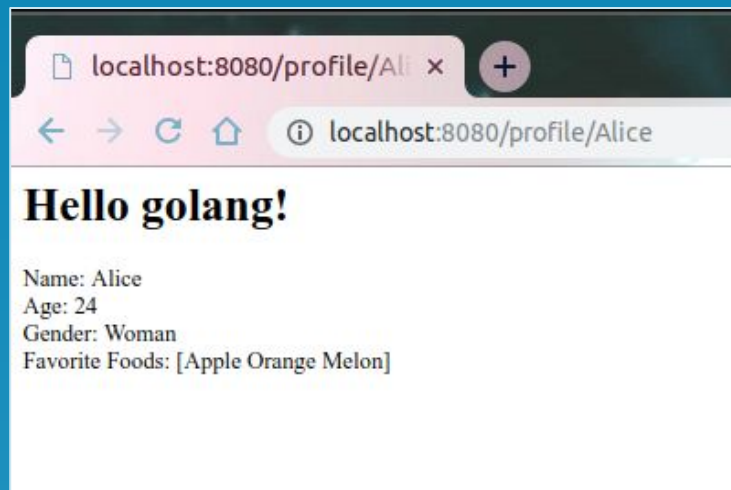 localhost:8080/profile/Ali
localhost:8080/profile/Alice
Hello golang!
Name: Alice
Age: 24
Gender: Woman
Favorite Foods: [Apple Orange Melon]